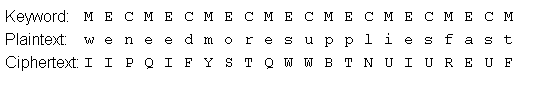 Keyword: M E C M E C M E C M E C M E C M E C M E C M
Plaintext: w e n e e d m o r e s u p p l i e s f a s t
Ciphertext: I I P Q I F Y S T Q W W B T N U I U R E U F